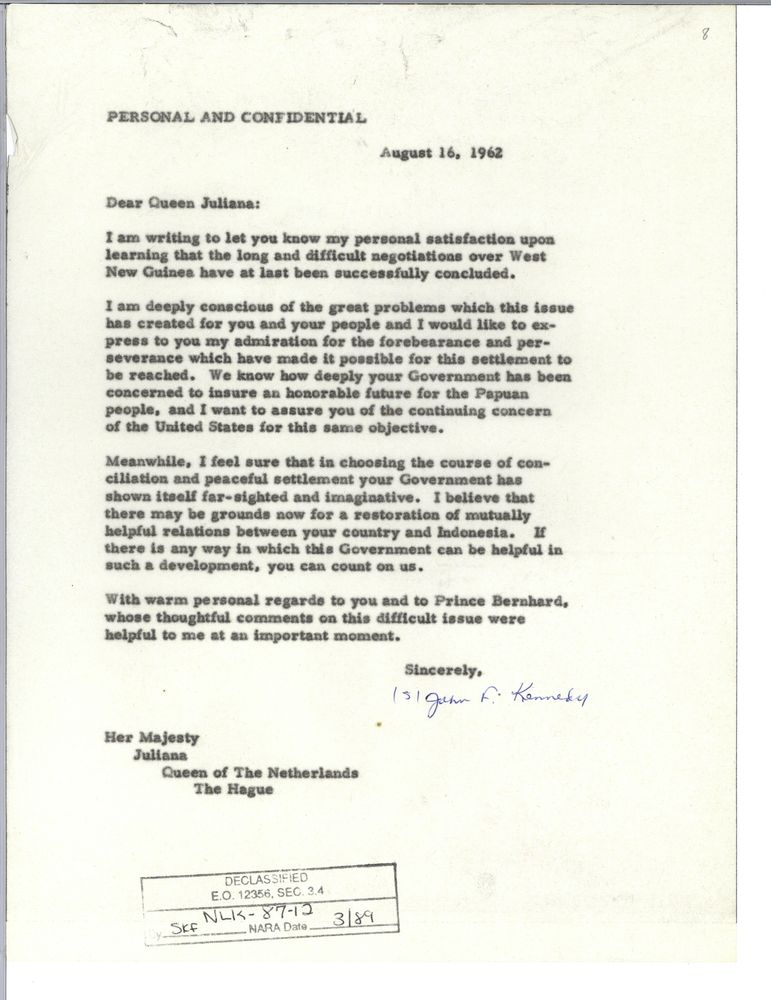 8
PERSONAL AND CONFIDENTIAL
August 16, 1962
Dear Queen Juliana:
I am writing to let you know my personal satisfaction upon
learning that the long and difficult negotiations over West
New Guinea have at last been successfully concluded.
I am deeply conscious of the great problems which this issue
has created for you and your people and I would like to ex-
press to you my admiration for the forebearance and per-
severance which have made it possible for this settlement to
be reached. We know how deeply your Government has been
concerned to insure an honorable future for the Papuan
people, and I want to assure you of the continuing concern
of the United States for this same objective.
Meanwhile, I feel sure that in choosing the course of con-
ciliation and peaceful settlement your Government has
shown itself far-sighted and imaginative. I believe that
there may be grounds now for a restoration of mutually
helpful relations between your country and Indonesia. If
there is any way in which this Government can be helpful in
such a development, you can count on us.
With warm personal regards to you and to Prince Bernhard,
whose thoughtful comments on this difficult issue were
helpful to me at an important moment.
Sincerely,
(s) John F. Kennedy
Her Majesty
Juliana
Queen of The Netherlands
The Hague
DECLASSIFIED
E.O. 12356, SEC. 3.4
NLK-87-12
By SKF NARA Date 3/89